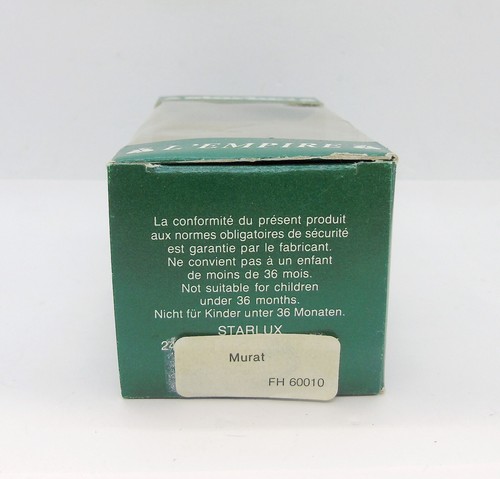 L'EMPIRE
La conformité du présent produit
aux normes obligatoires de sécurité
est garantie par le fabricant.
Ne convient pas à un enfant
de moins de 36 mois.
Not suitable for children
under 36 months.
Nicht für Kinder unter 36 Monaten.
STARLUX
Murat
FH 60010